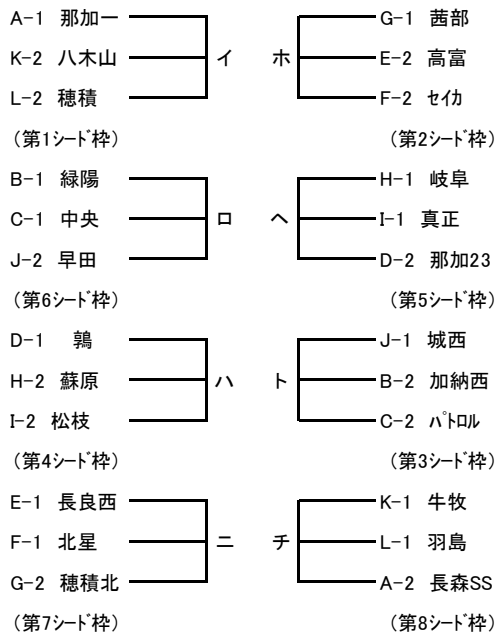 A-1 那加一 G-1 茜部
K-2 八木山 イ ホ E-2 高富
L-2 穂積 F-2 ｾｲｶ
(第1ｼｰﾄﾞ枠) (第2ｼｰﾄﾞ枠)
B-1 緑陽 H-1 岐阜
C-1 中央 ロ ヘ I-1 真正
J-2 早田 D-2 那加23
(第6ｼｰﾄﾞ枠) (第5ｼｰﾄﾞ枠)
D-1 鶉 J-1 城西
H-2 蘇原 ハ ト B-2 加納西
I-2 松枝 C-2 ﾊﾟﾄﾛﾙ
(第4ｼｰﾄﾞ枠) (第3ｼｰﾄﾞ枠)
E-1 長良西 K-1 牛牧
F-1 北星 ニ チ L-1 羽島
G-2 穂積北 A-2 長森SS
(第7ｼｰﾄﾞ枠) (第8ｼｰﾄﾞ枠)